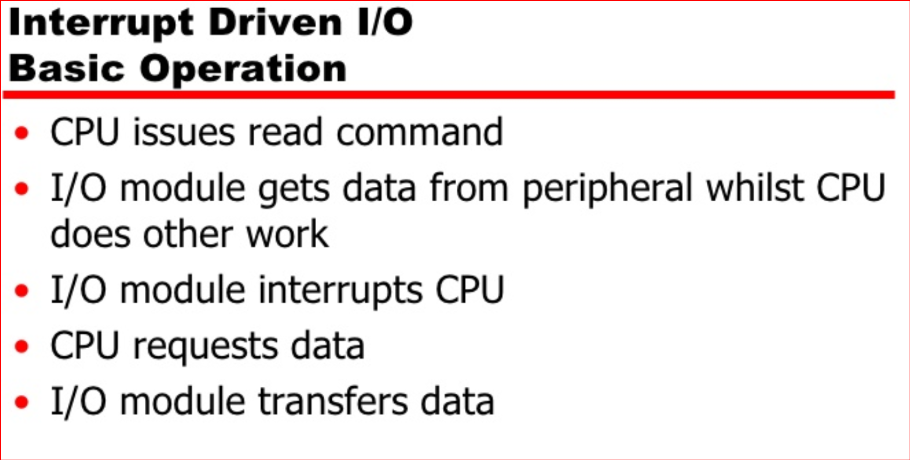 Interrupt Driven I/O
Basic Operation
• CPU issues read command
• I/O module gets data from peripheral whilst CPU
does other work
• I/O module interrupts CPU
• CPU requests data
• I/O module transfers data